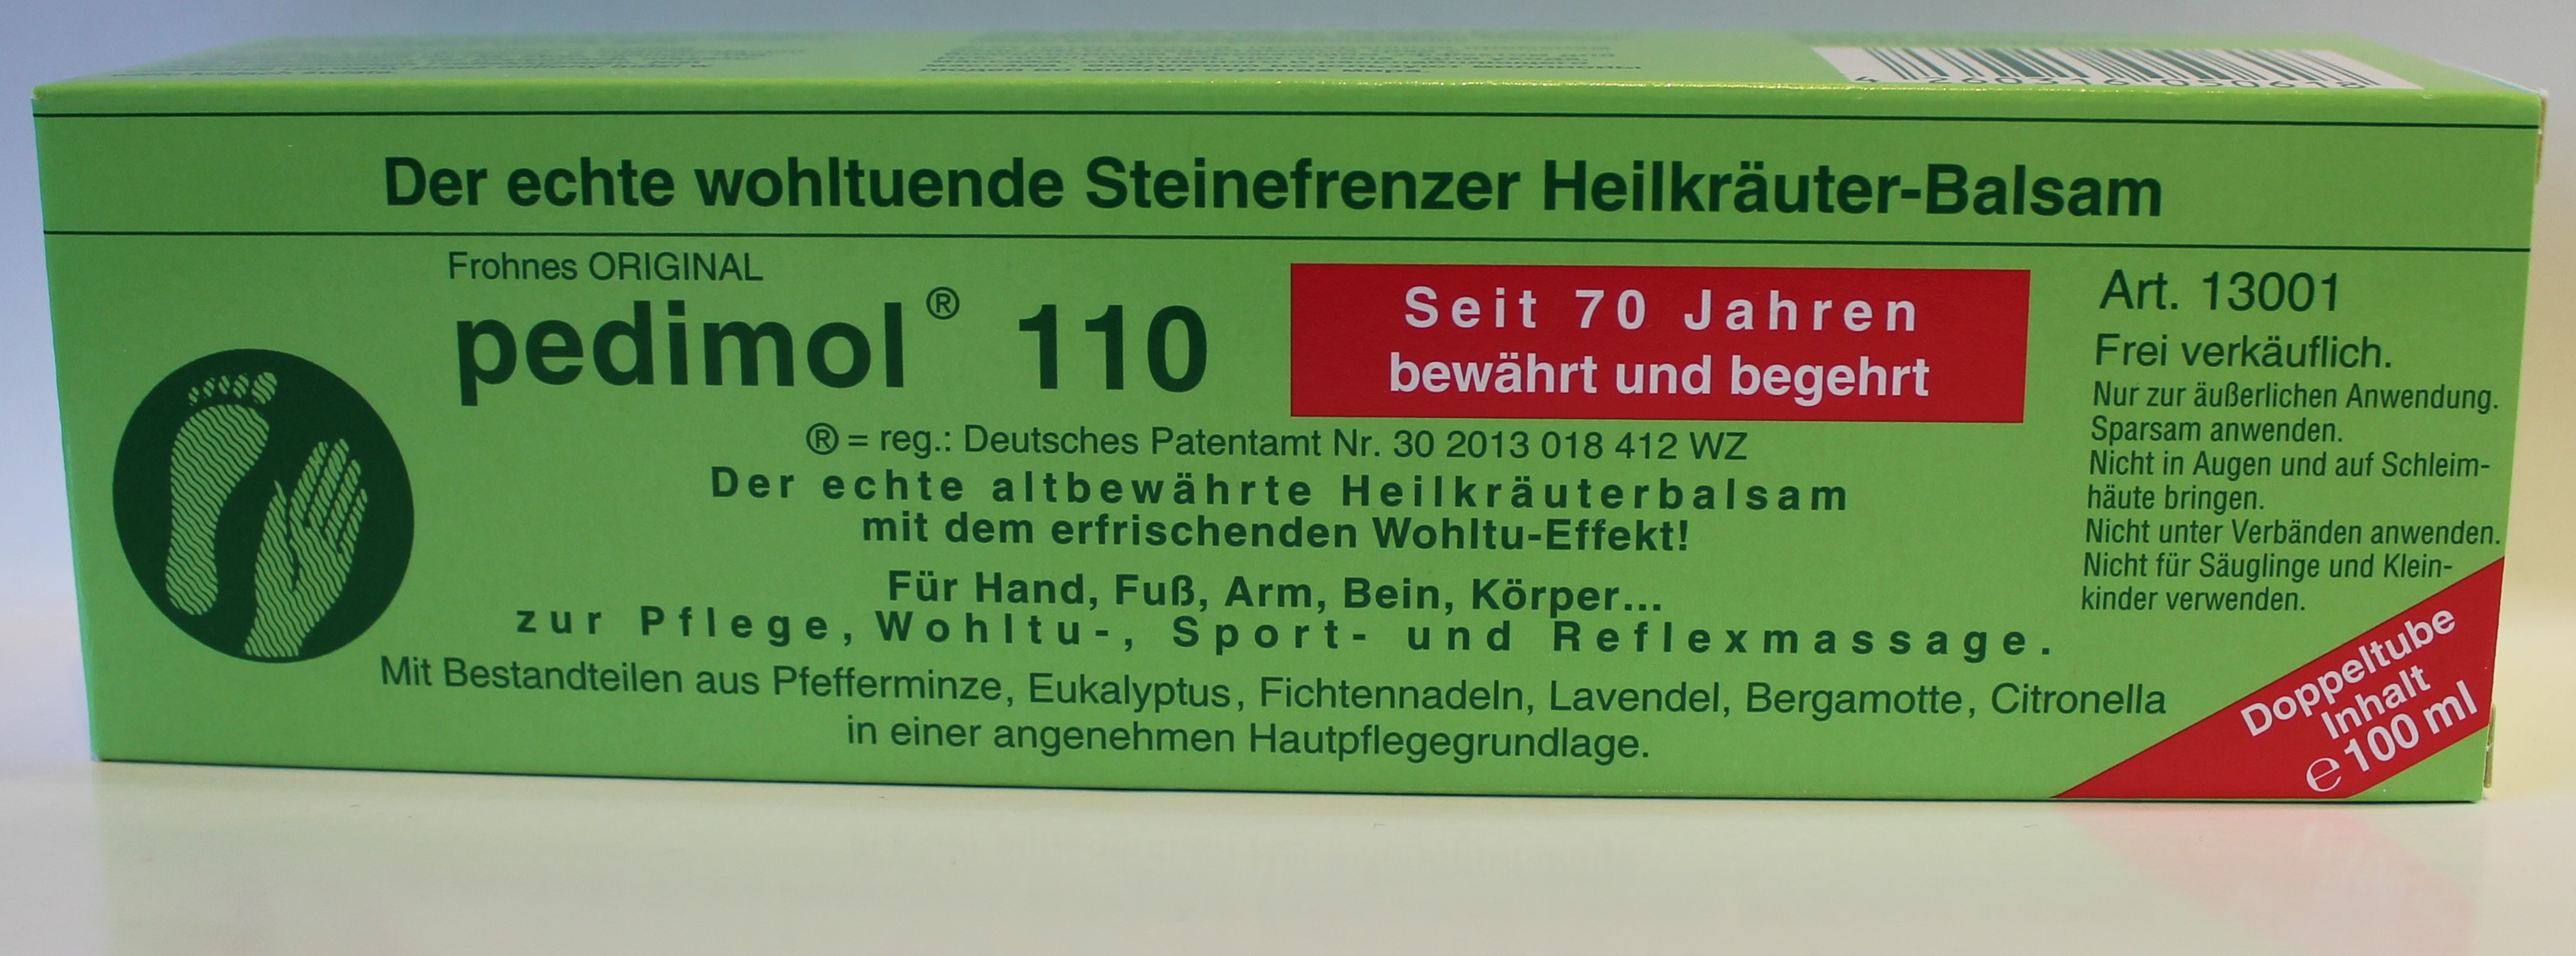 4 260316 050618
Der echte wohltuende Steinefrenzer Heilkräuter-Balsam
Frohnes ORIGINAL
pedimol® 110
Seit 70 Jahren
bewährt und begehrt
® = reg.: Deutsches Patentamt Nr. 30 2013 018 412 WZ
Der echte altbewährte Heilkräuterbalsam
mit dem erfrischenden Wohltu-Effekt!
Für Hand, Fuß, Arm, Bein, Körper...
zur Pflege, Wohltu-, Sport- und Reflexmassage.
Mit Bestandteilen aus Pfefferminze, Eukalyptus, Fichtennadeln, Lavendel, Bergamotte, Citronella
in einer angenehmen Hautpflegegrundlage.
Art. 13001
Frei verkäuflich.
Nur zur äußerlichen Anwendung.
Sparsam anwenden.
Nicht in Augen und auf Schleim-
häute bringen.
Nicht unter Verbänden anwenden.
Nicht für Säuglinge und Klein-
kinder verwenden.
Doppeltube
Inhalt
℮ 100 ml